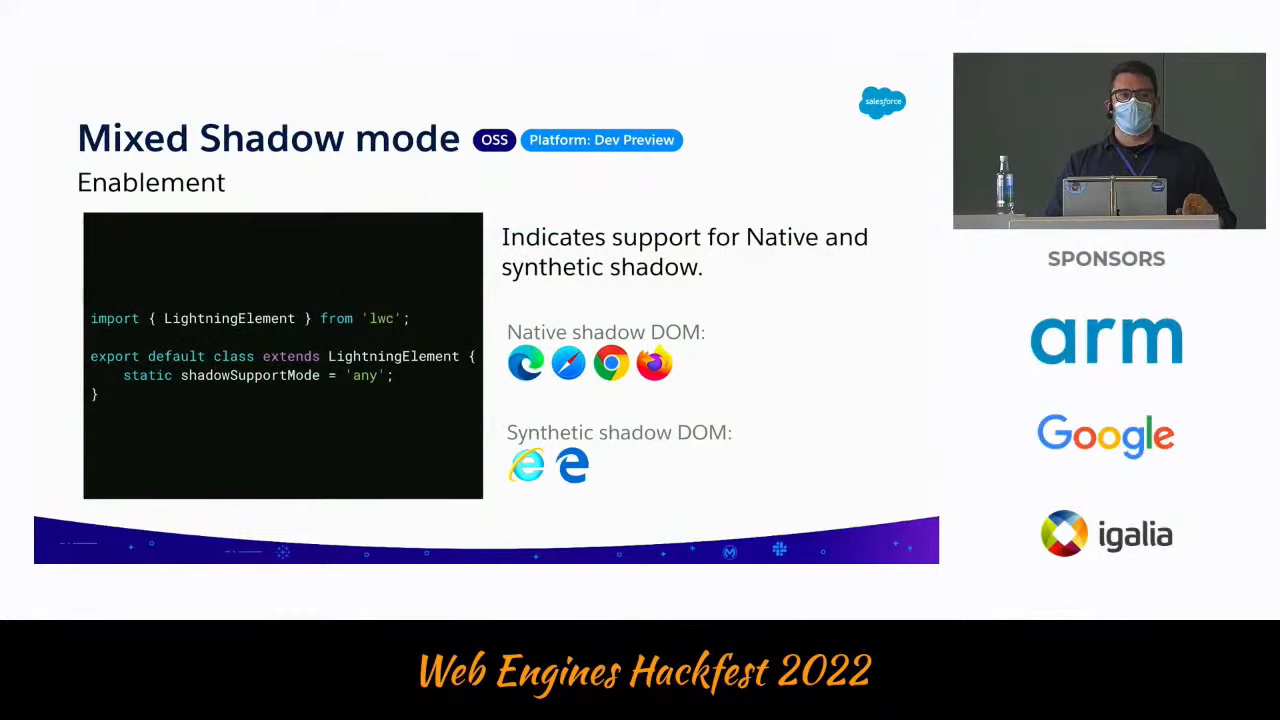 salesforce
Mixed Shadow mode OSS Platform: Dev Preview
Enablement
import { LightningElement } from 'lwc';
export default class extends LightningElement {
static shadowSupportMode = 'any';
}
Indicates support for Native and
synthetic shadow.
Native shadow DOM:
Synthetic shadow DOM:
SPONSORS
arm
Google
igalia
Web Engines Hackfest 2022